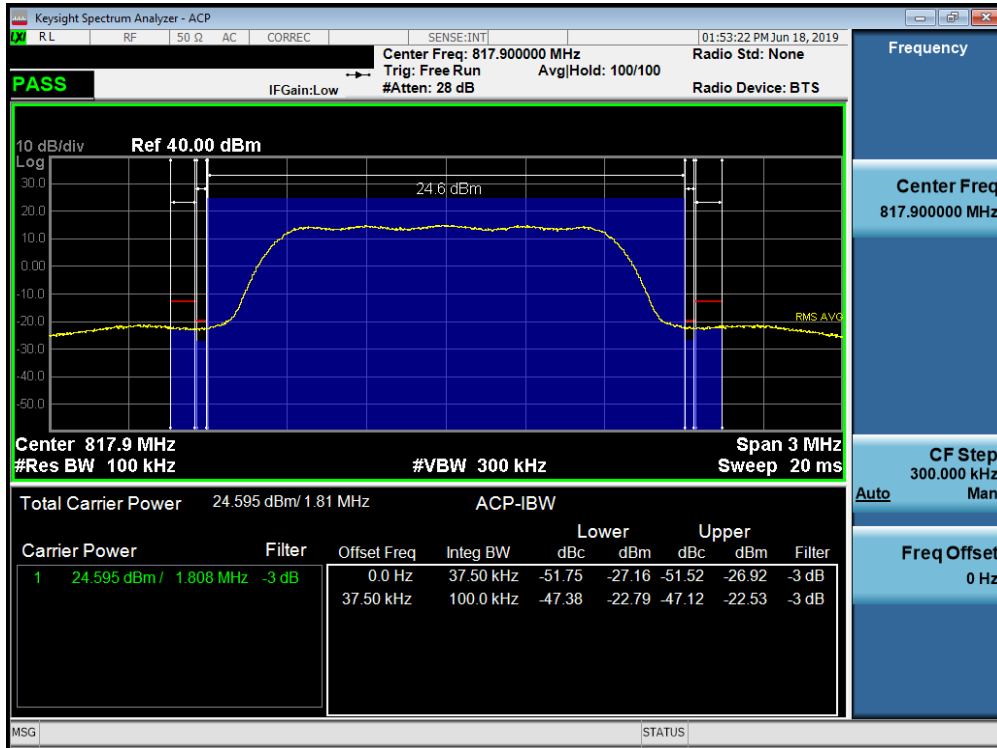 Keysight Spectrum Analyzer - ACP
LXI RL RF 50 Ω AC CORREC SENSE:INT 01:53:22 PM Jun 18, 2019
Center Freq: 817.900000 MHz Radio Std: None
Trig: Free Run Avg|Hold: 100/100
PASS IFGain:Low #Atten: 28 dB Radio Device: BTS
10 dB/div Ref 40.00 dBm
Log
30.0
24.6 dBm
20.0
10.0
0.00
-10.0
-20.0
RMS AVG
-30.0
-40.0
-50.0
Center 817.9 MHz Span 3 MHz
#Res BW 100 kHz #VBW 300 kHz Sweep 20 ms
Total Carrier Power 24.595 dBm/ 1.81 MHz ACP-IBW
Lower Upper
Carrier Power Filter Offset Freq Integ BW dBc dBm dBc dBm Filter
1 24.595 dBm / 1.808 MHz -3 dB 0.0 Hz 37.50 kHz -51.75 -27.16 -51.52 -26.92 -3 dB
37.50 kHz 100.0 kHz -47.38 -22.79 -47.12 -22.53 -3 dB
MSG STATUS
Frequency
Center Freq
817.900000 MHz
CF Step
300.000 kHz
Auto Man
Freq Offset
0 Hz